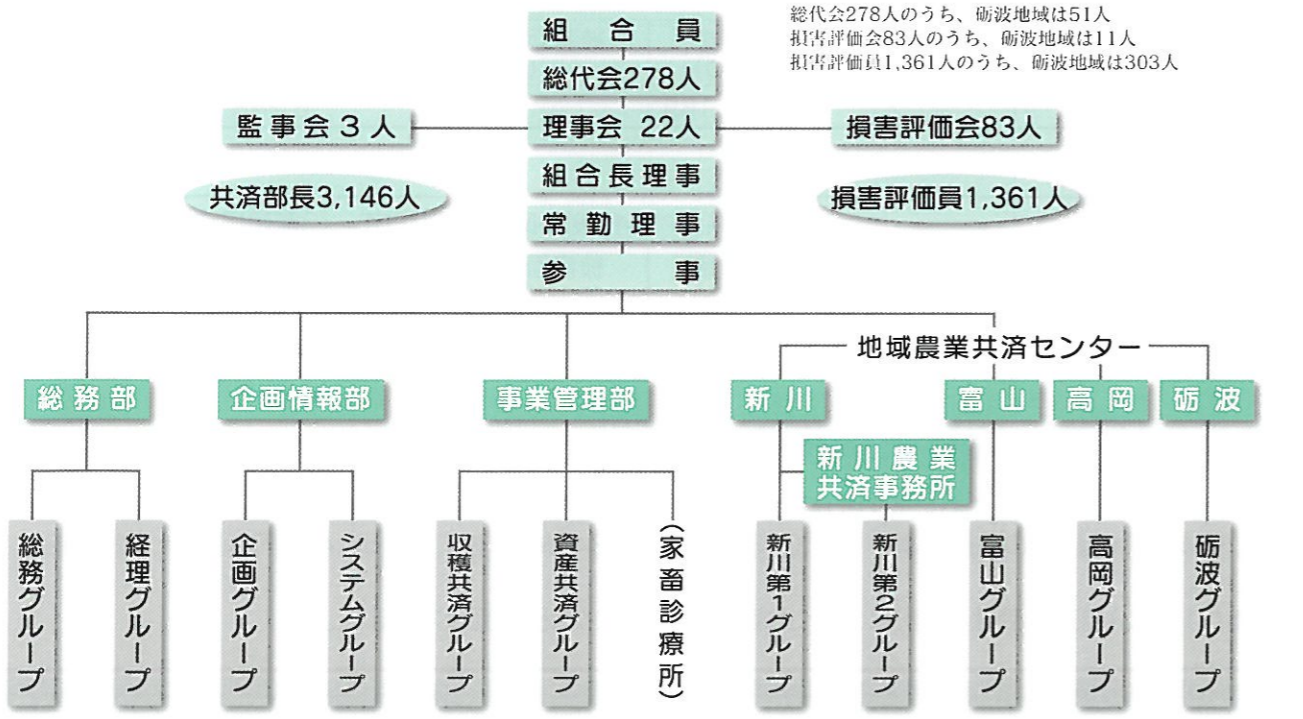 総代会278人のうち、砺波地域は51人
損害評価会83人のうち、砺波地域は11人
損害評価員1,361人のうち、砺波地域は303人
組合員
総代会278人
監事会3人
理事会 22人
損害評価会83人
組合長理事
共済部長3,146人
損害評価員1,361人
常勤理事
参事
地域農業共済センター
総務部
企画情報部
事業管理部
新川
富山
高岡
砺波
新川農業
共済事務所
総務グループ
経理グループ
企画グループ
システムグループ
収穫共済グループ
資産共済グループ
(家畜診療所)
新川第1グループ
新川第2グループ
富山グループ
高岡グループ
砺波グループ